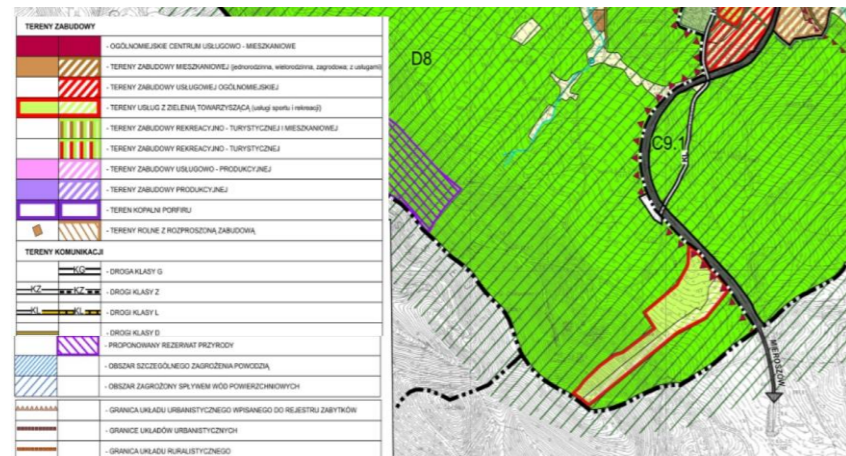 TERENY ZABUDOWY
- OGÓLNOMIEJSKIE CENTRUM USŁUGOWO - MIESZKANIOWE
- TERENY ZABUDOWY MIESZKANIOWEJ (jednorodzinna, wielorodzinna, zagrodowa; z usługami)
- TERENY ZABUDOWY USŁUGOWEJ OGÓLNOMIEJSKIEJ
- TERENY USŁUG Z ZIELENIĄ TOWARZYSZĄCĄ (usługi sportu i rekreacji)
- TERENY ZABUDOWY REKREACYJNO - TURYSTYCZNEJ I MIESZKANIOWEJ
- TERENY ZABUDOWY REKREACYJNO - TURYSTYCZNEJ
- TERENY ZABUDOWY USŁUGOWO - PRODUKCYJNEJ
- TERENY ZABUDOWY PRODUKCYJNEJ
- TEREN KOPALNI PORFIRU
- TERENY ROLNE Z ROZPROSZONĄ ZABUDOWĄ
TERENY KOMUNIKACJI
KG - DROGA KLASY G
KZ KZ - DROGI KLASY Z
KL KL - DROGI KLASY L
- DROGI KLASY D
- PROPONOWANY REZERWAT PRZYRODY
- OBSZAR SZCZEGÓLNEGO ZAGROŻENIA POWODZIĄ
- OBSZAR ZAGROŻONY SPŁYWEM WÓD POWIERZCHNIOWYCH
- GRANICA UKŁADU URBANISTYCZNEGO WPISANEGO DO REJESTRU ZABYTKÓW
- GRANICE UKŁADÓW URBANISTYCZNYCH
- GRANICA UKŁADU RURALISTYCZNEGO
D8
C9.1
KL
MIEROSZÓW